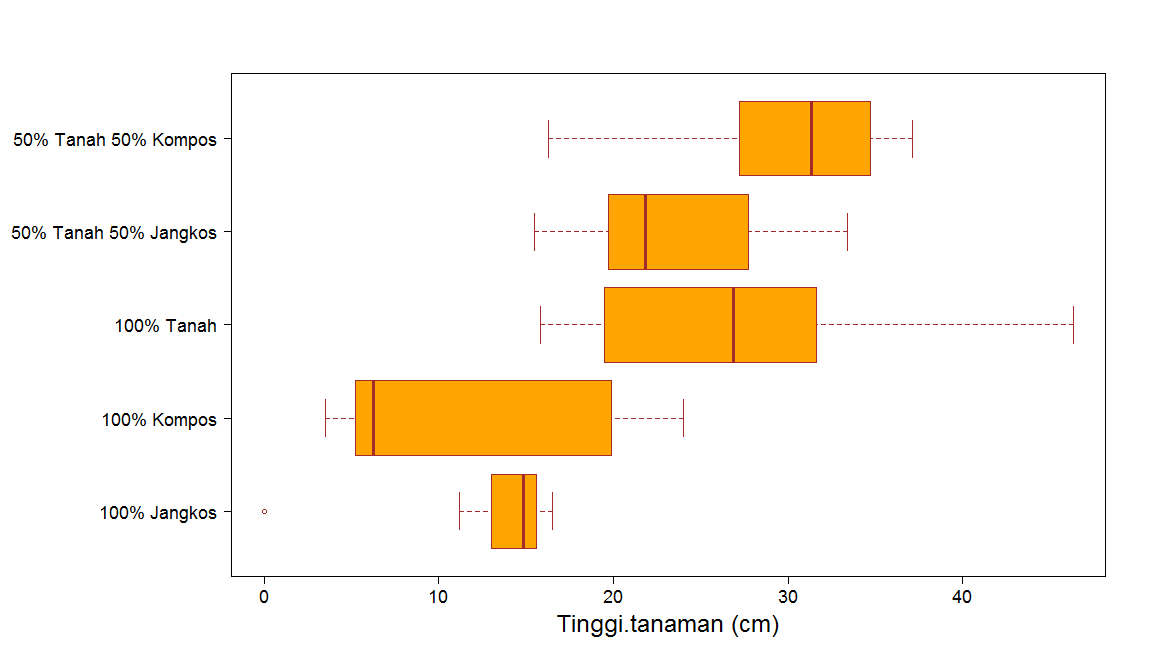 50% Tanah 50% Kompos
50% Tanah 50% Jangkos
100% Tanah
100% Kompos
100% Jangkos
0 10 20 30 40
Tinggi.tanaman (cm)